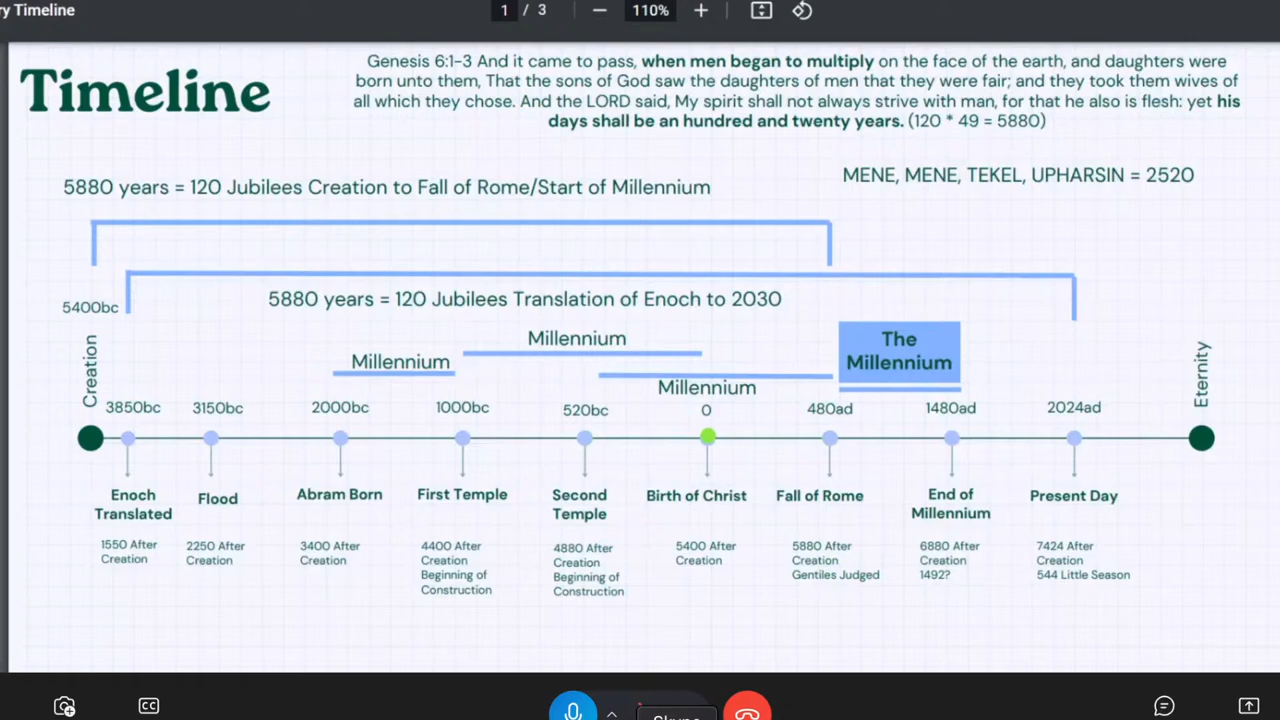 ry Timeline
1 / 3
110%
Timeline
Genesis 6:1-3 And it came to pass, when men began to multiply on the face of the earth, and daughters were
born unto them, That the sons of God saw the daughters of men that they were fair; and they took them wives of
all which they chose. And the LORD said, My spirit shall not always strive with man, for that he also is flesh: yet his
days shall be an hundred and twenty years. (120 * 49 = 5880)
MENE, MENE, TEKEL, UPHARSIN = 2520
5880 years = 120 Jubilees Creation to Fall of Rome/Start of Millennium
5880 years = 120 Jubilees Translation of Enoch to 2030
5400bc
Creation
Millennium
Millennium
Millennium
The
Millennium
Eternity
3850bc
3150bc
2000bc
1000bc
520bc
0
480ad
1480ad
2024ad
Enoch
Translated
1550 After
Creation
Flood
2250 After
Creation
Abram Born
3400 After
Creation
First Temple
4400 After
Creation
Beginning of
Construction
Second
Temple
4880 After
Creation
Beginning of
Construction
Birth of Christ
5400 After
Creation
Fall of Rome
5880 After
Creation
Gentiles Judged
End of
Millennium
6880 After
Creation
1492?
Present Day
7424 After
Creation
544 Little Season
CC
Skype